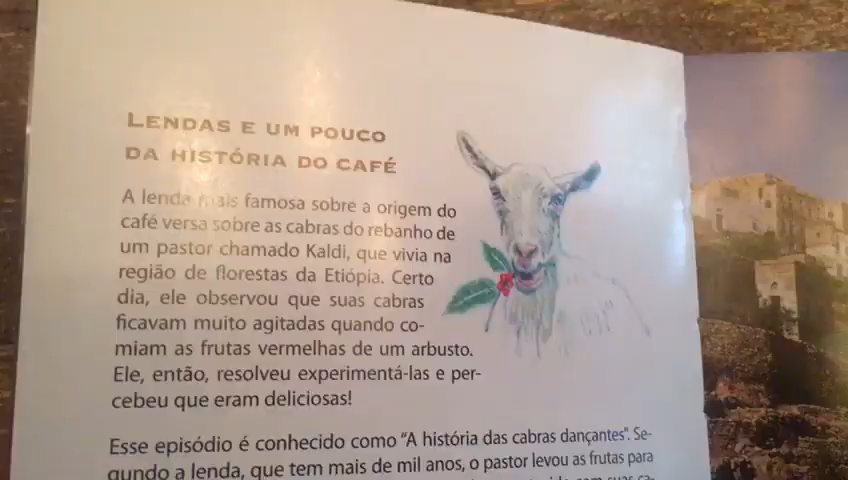 LENDAS E UM POUCO
DA HISTÓRIA DO CAFÉ
A lenda mais famosa sobre a origem do
café versa sobre as cabras do rebanho de
um pastor chamado Kaldi, que vivia na
região de florestas da Etiópia. Certo
dia, ele observou que suas cabras
ficavam muito agitadas quando co-
miam as frutas vermelhas de um arbusto.
Ele, então, resolveu experimentá-las e per-
cebeu que eram deliciosas!
Esse episódio é conhecido como “A história das cabras dançantes”. Se-
gundo a lenda, que tem mais de mil anos, o pastor levou as frutas para